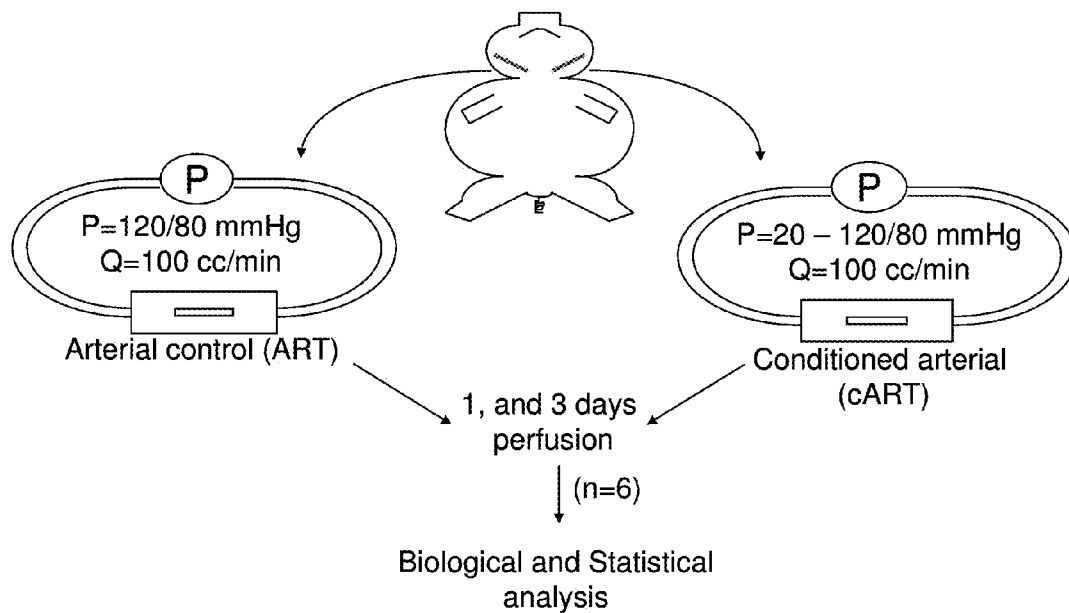 P
P=120/80 mmHg
Q=100 cc/min
Arterial control (ART)
P
P=20 – 120/80 mmHg
Q=100 cc/min
Conditioned arterial
(cART)
1, and 3 days
perfusion
(n=6)
Biological and Statistical
analysis